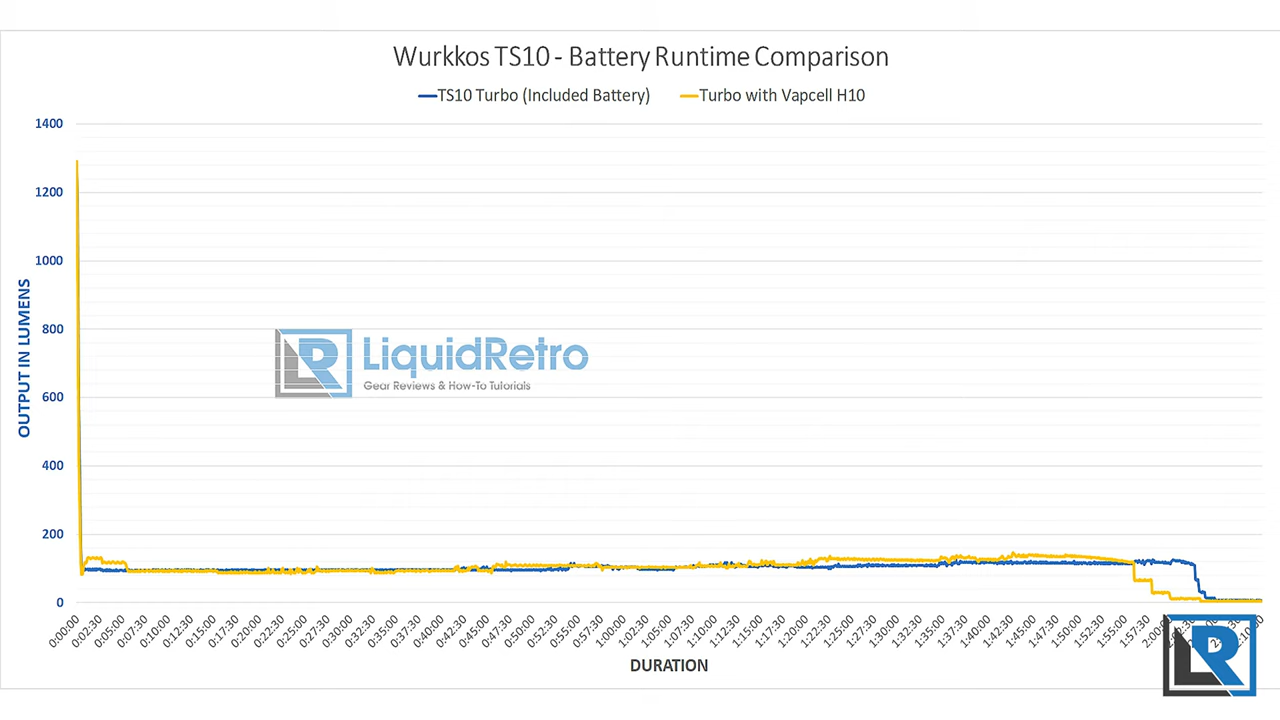 Wurkkos TS10 - Battery Runtime Comparison
TS10 Turbo (Included Battery) Turbo with Vapcell H10
1400
1200
1000
800
600
400
200
0
OUTPUT IN LUMENS
LiquidRetro
Gear Reviews & How-To Tutorials
0:00:00 0:02:30 0:05:00 0:07:30 0:10:00 0:12:30 0:15:00 0:17:30 0:20:00 0:22:30 0:25:00 0:27:30 0:30:00 0:32:30 0:35:00 0:37:30 0:40:00 0:42:30 0:45:00 0:47:30 0:50:00 0:52:30 0:55:00 0:57:30 1:00:00 1:02:30 1:05:00 1:07:30 1:10:00 1:12:30 1:15:00 1:17:30 1:20:00 1:22:30 1:25:00 1:27:30 1:30:00 1:32:30 1:35:00 1:37:30 1:40:00 1:42:30 1:45:00 1:47:30 1:50:00 1:52:30 1:55:00 1:57:30 2:00:00
DURATION
LR